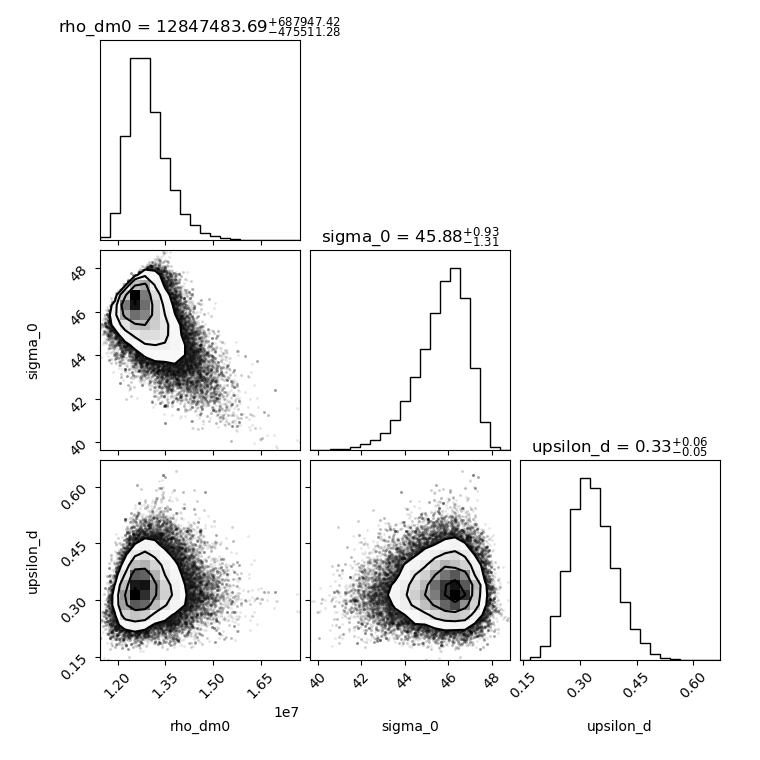 rho_dm0 = 12847483.69+687947.42
−475511.28
sigma_0 = 45.88+0.93
−1.31
48
46
44
42
40
sigma_0
upsilon_d = 0.33+0.06
−0.05
0.60
0.45
0.30
0.15
upsilon_d
1.20 1.35 1.50 1.65
1e7
rho_dm0
40 42 44 46 48
sigma_0
0.15 0.30 0.45 0.60
upsilon_d